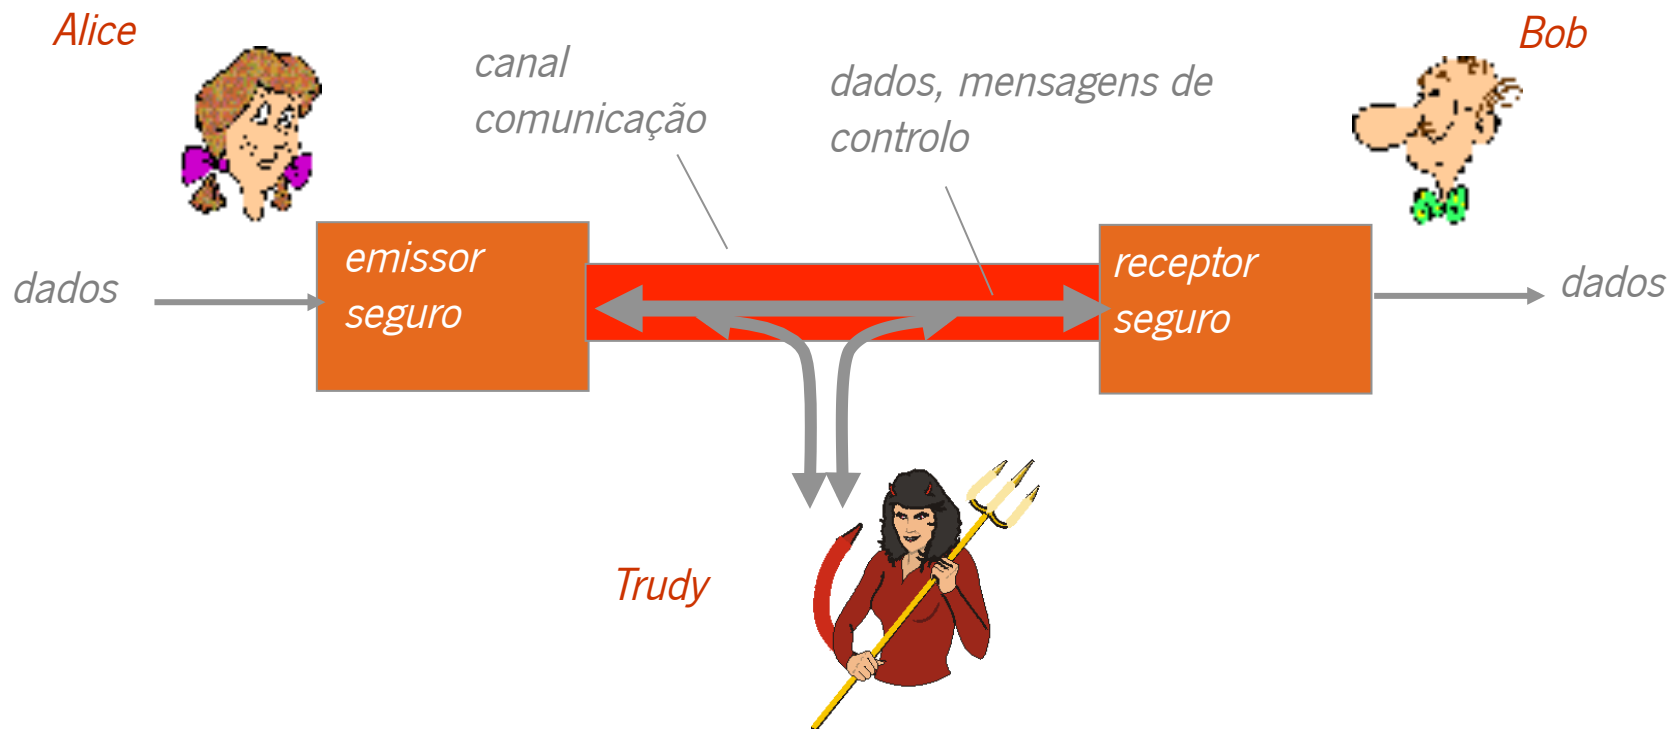 Alice
Bob
canal
comunicação
dados, mensagens de
controlo
emissor
seguro
receptor
seguro
dados
dados
Trudy